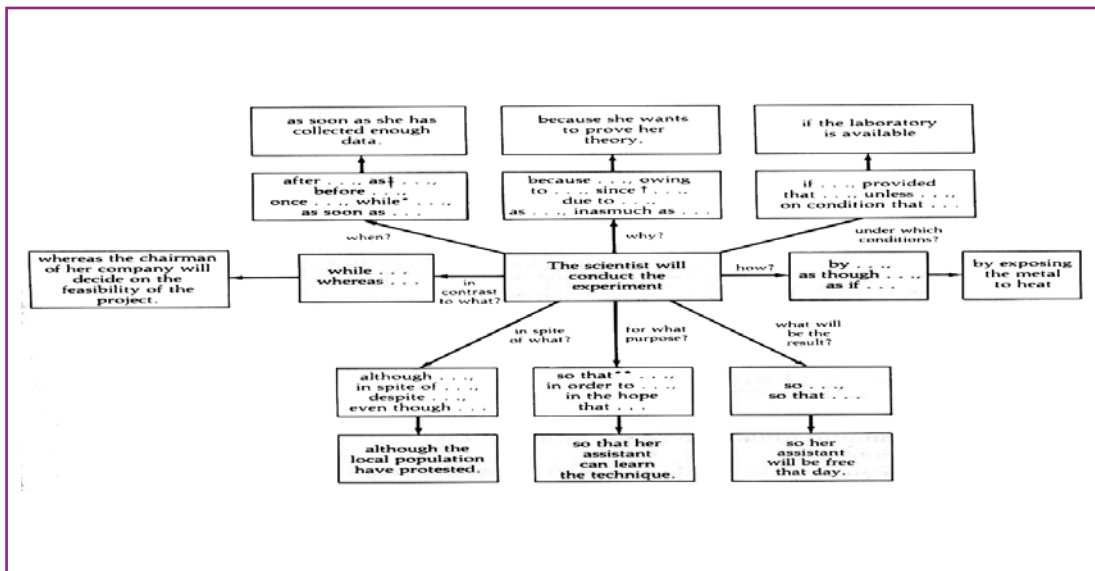 as soon as she has
collected enough
data.
because she wants
to prove her
theory.
if the laboratory
is available
after . . ., as‡ . . .,
before . . .,
once . . ., while* . . .,
as soon as . . .
because . . ., owing
to . . ., since † . . .,
due to . . .,
as . . ., inasmuch as . . .
if . . ., provided
that . . ., unless . . .,
on condition that . . .
when?
why?
under which
conditions?
whereas the chairman
of her company will
decide on the
feasibility of the
project.
while . . .
whereas . . .
in
contrast
to what?
The scientist will
conduct the
experiment
how?
by . . .,
as though . . .,
as if . . .
by exposing
the metal
to heat
in spite
of what?
for what
purpose?
what will
be the
result?
although . . .,
in spite of . . .,
despite . . .,
even though . . .
so that** . . .,
in order to . . .,
in the hope
that . . .
so . . .,
so that . . .
although the
local population
have protested.
so that her
assistant
can learn
the technique.
so her
assistant
will be free
that day.